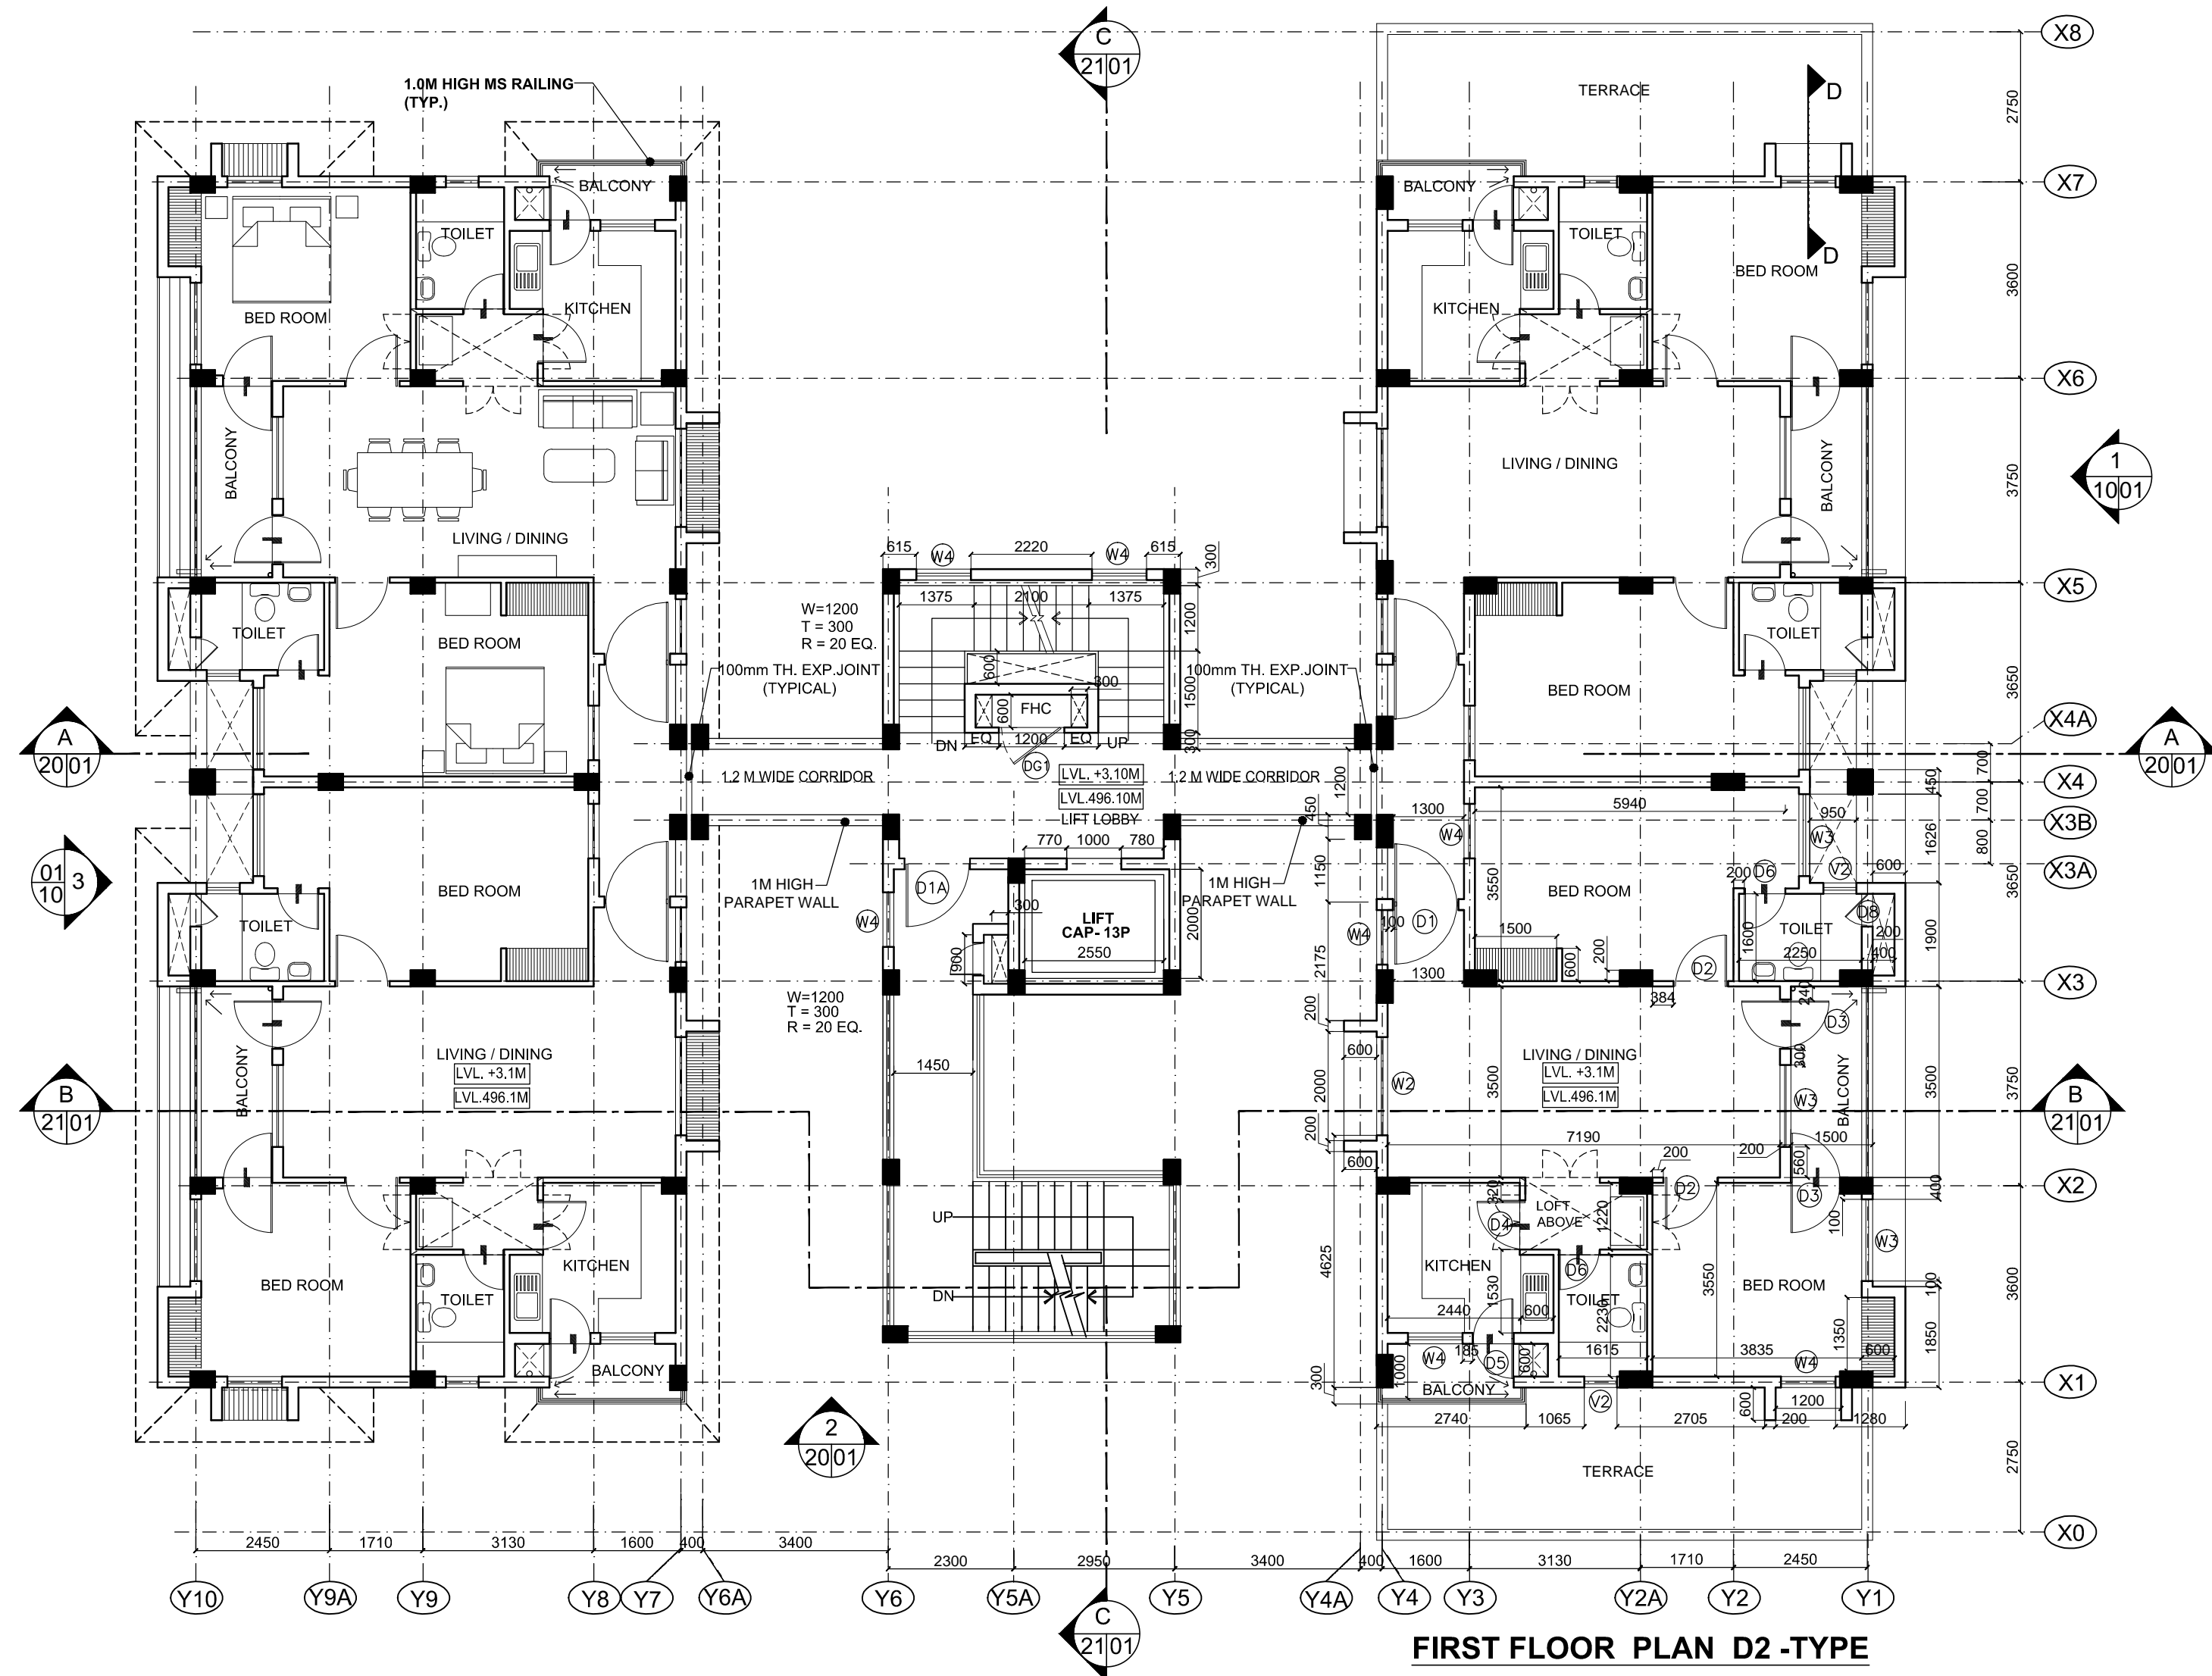 C
21 01
X8
1.0M HIGH MS RAILING
(TYP.)
TERRACE
D
2750
X7
BALCONY
BALCONY
TOILET
TOILET
D
BED ROOM
3600
KITCHEN
KITCHEN
BED ROOM
X6
BALCONY
LIVING / DINING
BALCONY
1
10 01
3750
LIVING / DINING
615
W4
2220
W4
615
300
X5
1375
2100
1375
W=1200
T = 300
R = 20 EQ.
1200
TOILET
BED ROOM
TOILET
100mm TH. EXP.JOINT
(TYPICAL)
600
300
1500
100mm TH. EXP.JOINT
(TYPICAL)
BED ROOM
3650
600
FHC
X4A
A
20 01
DN
EQ
1200
EQ
UP
300
A
20 01
DG1
1.2 M WIDE CORRIDOR
LVL. +3.10M
1.2 M WIDE CORRIDOR
1200
700
X4
LVL.496.10M
LIFT LOBBY
450
1300
5940
950
450
700
X3B
770
1000
780
W4
W3
1626
800
X3A
01
10
3
BED ROOM
1M HIGH
PARAPET WALL
D1A
W4
300
LIFT
CAP- 13P
2550
2000
1M HIGH
PARAPET WALL
1150
W4
100
D1
3550
BED ROOM
200
D6
V2
600
3650
TOILET
900
1500
600
200
1600
TOILET
2250
D8
200
400
1900
2175
1300
D2
384
240
X3
W=1200
T = 300
R = 20 EQ.
200
D3
LIVING / DINING
LVL. +3.1M
LVL.496.1M
BALCONY
1450
600
W2
2000
3500
LIVING / DINING
LVL. +3.1M
LVL.496.1M
300
W3
BALCONY
3500
3750
B
21 01
B
21 01
200
600
7190
200
1500
200
560
X2
320
LOFT
ABOVE
1220
D2
D3
400
100
UP
D4
W3
BED ROOM
KITCHEN
4625
KITCHEN
1530
D6
3550
BED ROOM
3600
TOILET
DN
2440
600
TOILET
2230
100
1350
1850
BALCONY
300
1000
W4
185
D5
600
1615
3835
W4
600
X1
BALCONY
V2
600
1200
2740
1065
2705
200
1280
2
20 01
TERRACE
2750
X0
2450
1710
3130
1600
400
3400
2300
2950
3400
400
1600
3130
1710
2450
Y10
Y9A
Y9
Y8
Y7
Y6A
Y6
Y5A
Y5
Y4A
Y4
Y3
Y2A
Y2
Y1
C
21 01
FIRST FLOOR PLAN D2 -TYPE